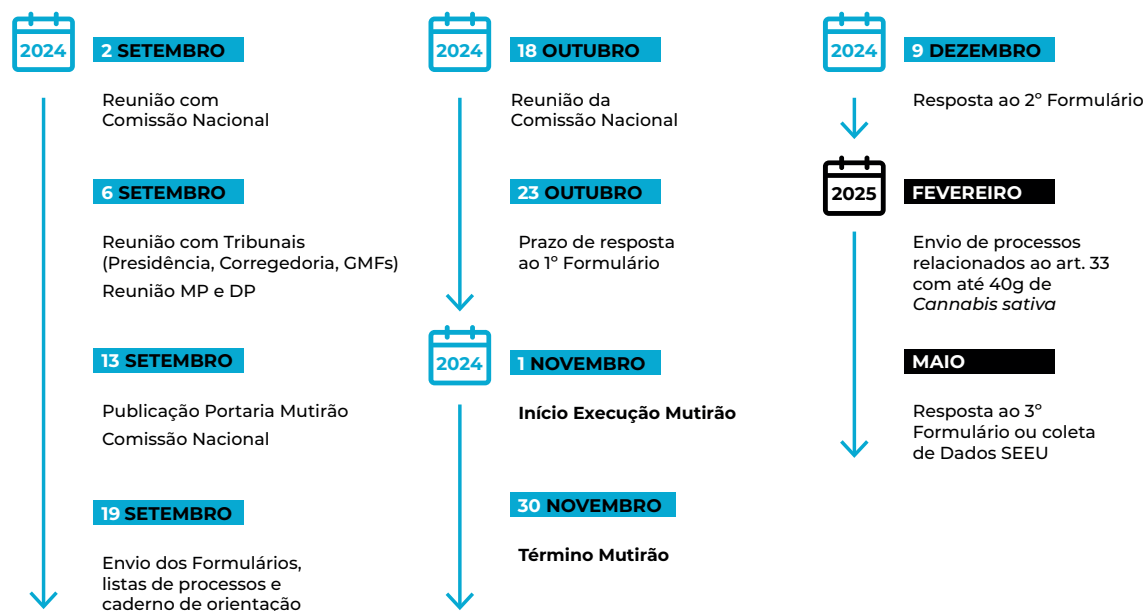 2024
2 SETEMBRO
Reunião com
Comissão Nacional
6 SETEMBRO
Reunião com Tribunais
(Presidência, Corregedoria, GMFs)
Reunião MP e DP
13 SETEMBRO
Publicação Portaria Mutirão
Comissão Nacional
19 SETEMBRO
Envio dos Formulários,
listas de processos e
caderno de orientação
2024
18 OUTUBRO
Reunião da
Comissão Nacional
23 OUTUBRO
Prazo de resposta
ao 1º Formulário
2024
1 NOVEMBRO
Início Execução Mutirão
30 NOVEMBRO
Término Mutirão
2024
9 DEZEMBRO
Resposta ao 2º Formulário
2025
FEVEREIRO
Envio de processos
relacionados ao art. 33
com até 40g de
Cannabis sativa
MAIO
Resposta ao 3º
Formulário ou coleta
de Dados SEEU